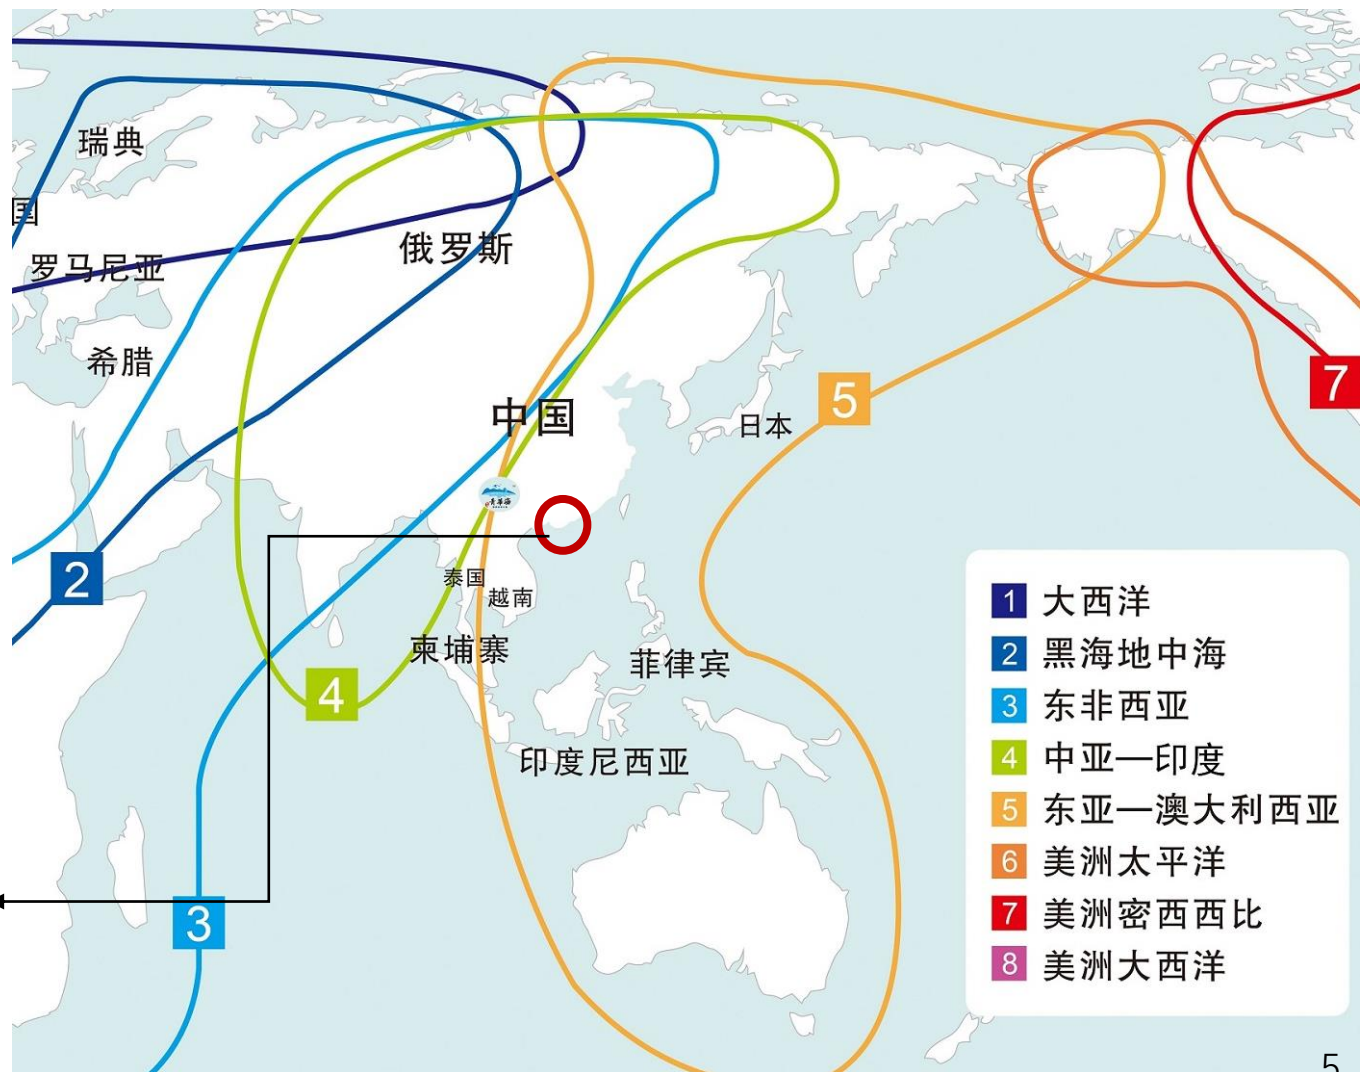 瑞典
国
俄罗斯
罗马尼亚
希腊
中国
日本
5
7
青海湖
2
泰国
越南
柬埔寨
菲律宾
4
印度尼西亚
3
1 大西洋
2 黑海地中海
3 东非西亚
4 中亚—印度
5 东亚—澳大利西亚
6 美洲太平洋
7 美洲密西西比
8 美洲大西洋
5